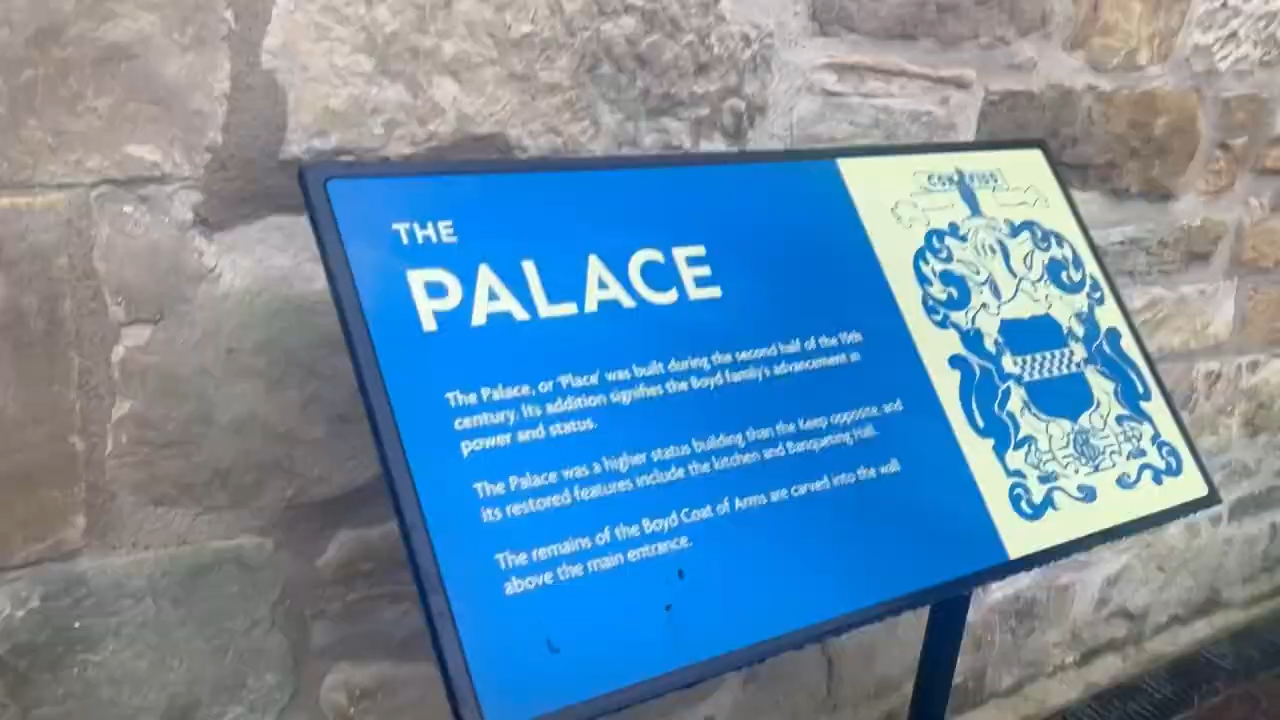 THE
PALACE
The Palace, or 'Place' was built during the second half of the 15th
century. Its addition signifies the Boyd family's advancement in
power and status.
The Palace was a higher status building than the Keep opposite, and
its restored features include the kitchen and Banqueting Hall.
The remains of the Boyd Coat of Arms are carved into the wall
above the main entrance.